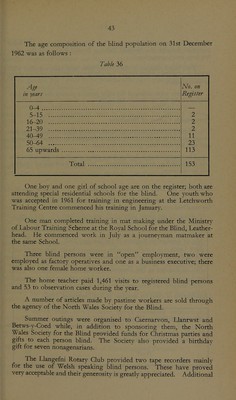 43
The age composition of the blind population on 31st December
1962 was as follows :
Table 36
Age
in years
No. on
Register
0-4 —
5-15 2
16-20 2
21-39 2
40-49 11
50-64 23
65 upwards 113
Total 153
One boy and one girl of school age are on the register; both are
attending special residential schools for the blind. One youth who
was accepted in 1961 for training in engineering at the Letchworth
Training Centre commenced his training in January.
One man completed training in mat making under the Ministry
of Labour Training Scheme at the Royal School for the Blind, Leather-
head. He commenced work in July as a journeyman matmaker at
the same School.
Three blind persons were in “open” employment, two were
employed as factory operatives and one as a business executive; there
was also one female home worker.
The home teacher paid 1,461 visits to registered blind persons
and 53 to observation cases during the year.
A number of articles made by pastime workers are sold through
the agency of the North Wales Society for the Blind.
Summer outings were organised to Caernarvon, Llanrwst and
Betws-y-Coed while, in addition to sponsoring them, the North
Wales Society for the Blind provided funds for Christmas parties and
gifts to each person blind. The Society also provided a birthday
gift for seven nonagenarians.
The Llangefni Rotary Club provided two tape recorders mainly
for the use of Welsh speaking blind persons. These have proved
very acceptable and their generosity is greatly appreciated. Additional